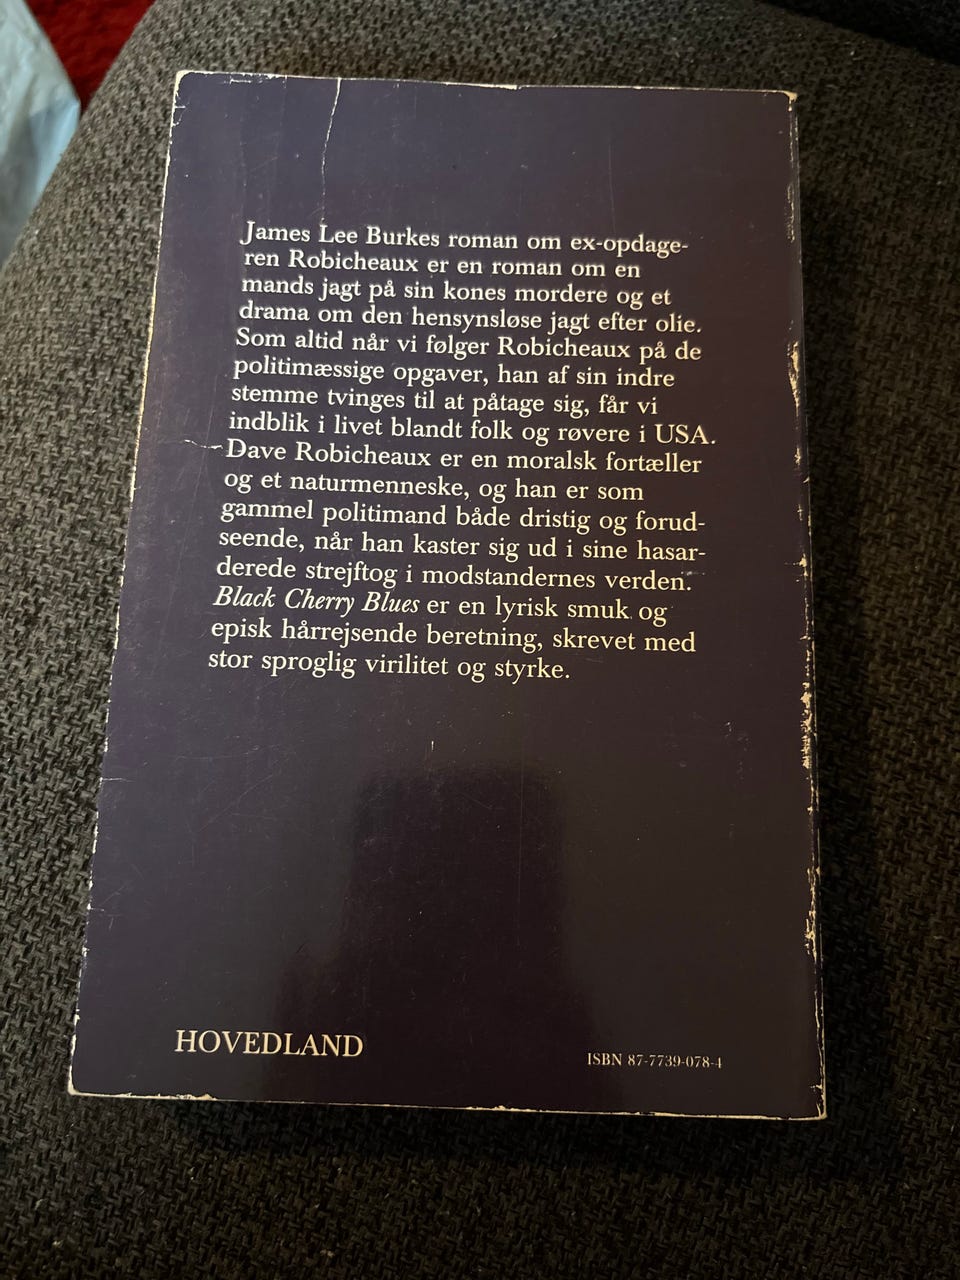 James Lee Burkes roman om ex-opdage-
ren Robicheaux er en roman om en
mands jagt på sin kones mordere og et
drama om den hensynsløse jagt efter olie.
Som altid når vi følger Robicheaux på de
politimæssige opgaver, han af sin indre
stemme tvinges til at påtage sig, får vi
indblik i livet blandt folk og røvere i USA.
Dave Robicheaux er en moralsk fortæller
og et naturmenneske, og han er som
gammel politimand både dristig og forud-
seende, når han kaster sig ud i sine hasar-
derede strejftog i modstandernes verden.
Black Cherry Blues er en lyrisk smuk og
episk hårrejsende beretning, skrevet med
stor sproglig virilitet og styrke.
HOVEDLAND
ISBN 87-7739-078-4